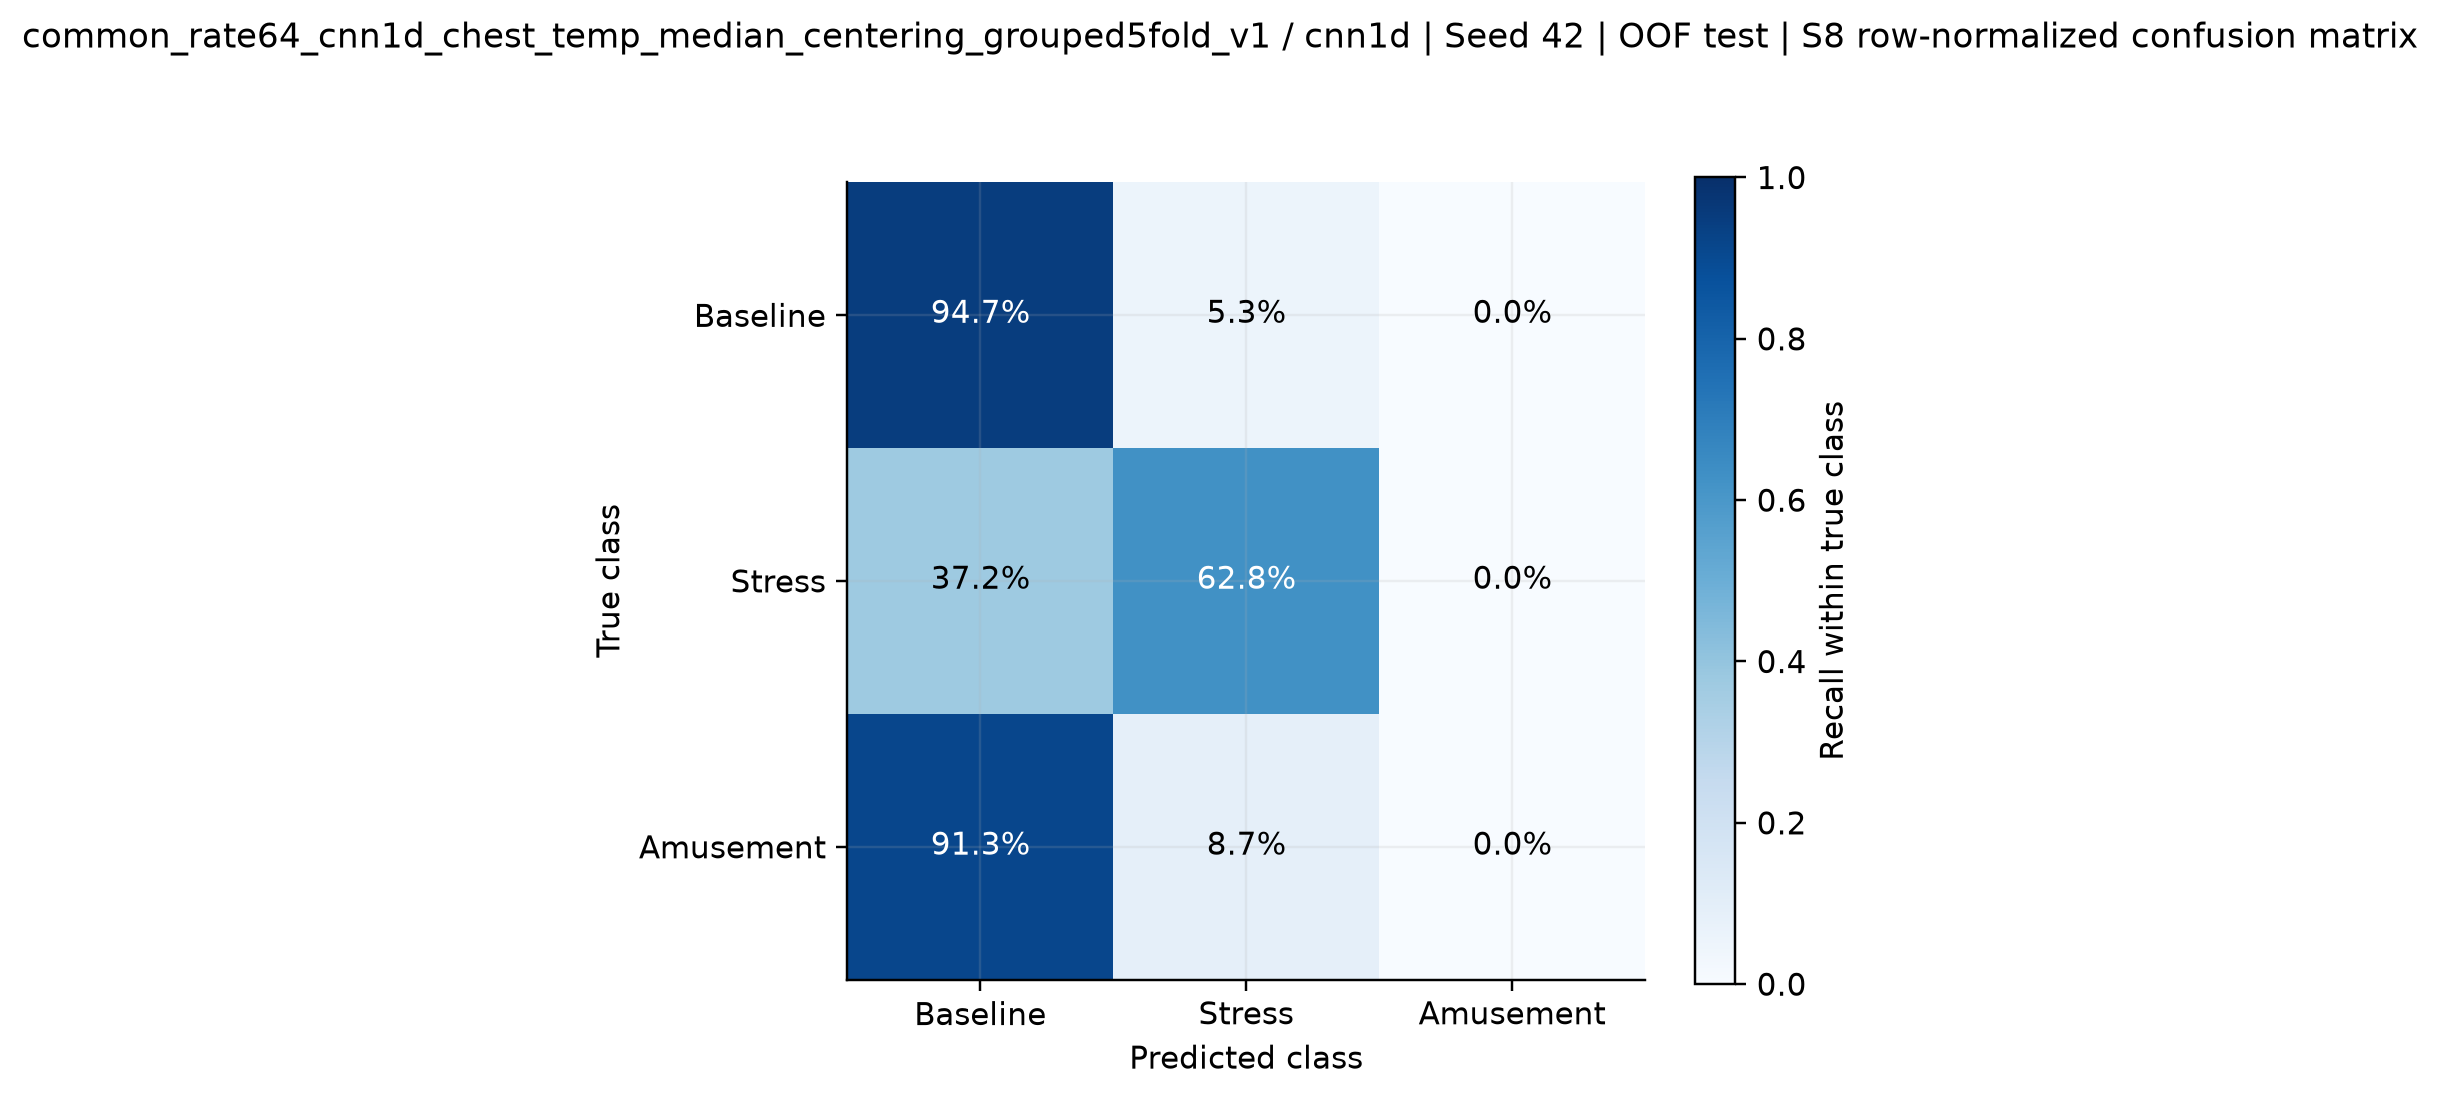 common_rate64_cnn1d_chest_temp_median_centering_grouped5fold_v1 / cnn1d | Seed 42 | OOF test | S8 row-normalized confusion matrix
True class
Baseline
94.7%
5.3%
0.0%
Stress
37.2%
62.8%
0.0%
Amusement
91.3%
8.7%
0.0%
Baseline
Stress
Amusement
Predicted class
1.0
0.8
0.6
0.4
0.2
0.0
Recall within true class